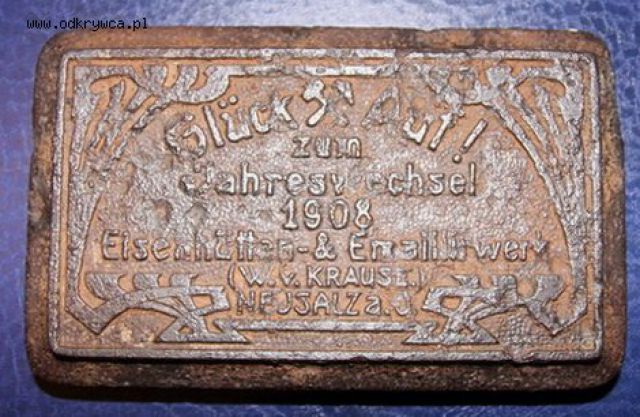 www.odkrywca.pl
Glück Auf!
zum
Jahreswechsel
1908
Eisenhütten- & Emaillirwerk
(W. v. KRAUSE.)
NEUSALZ a. O.